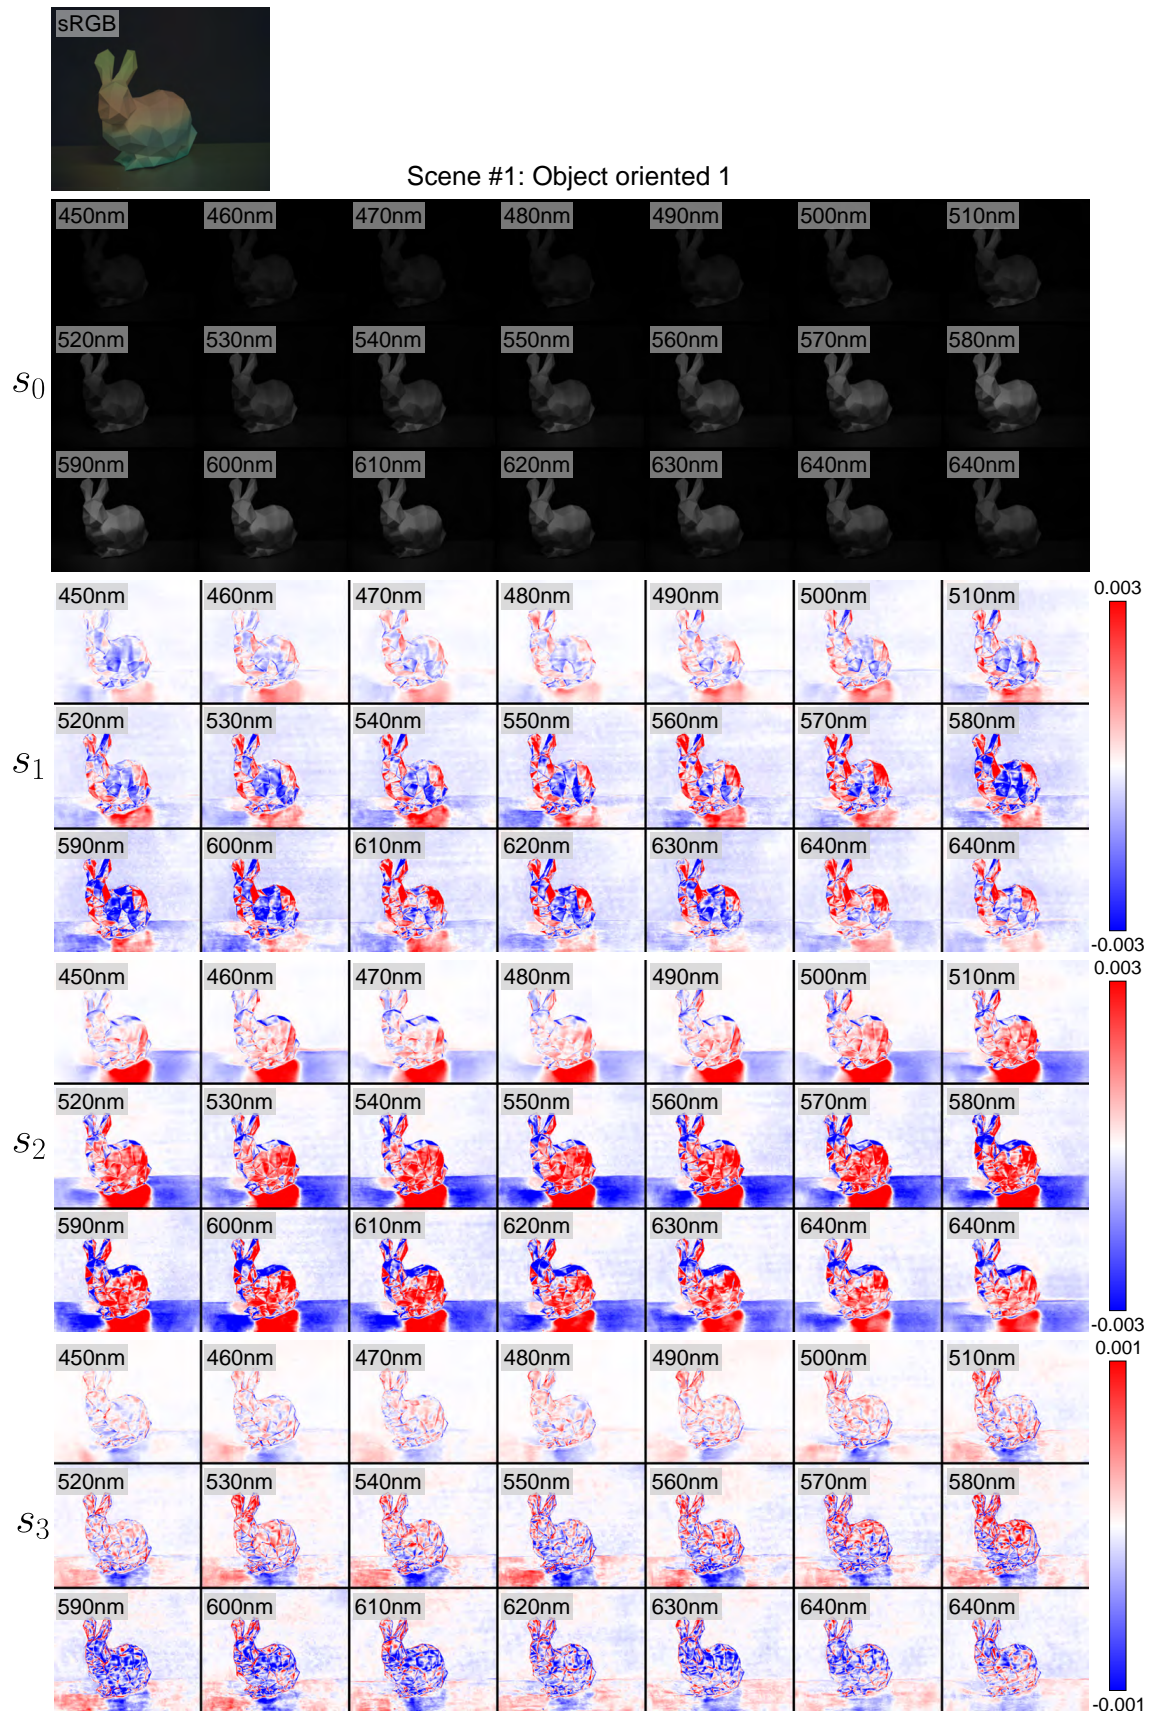 sRGB
Scene #1: Object oriented 1
450nm 460nm 470nm 480nm 490nm 500nm 510nm
520nm 530nm 540nm 550nm 560nm 570nm 580nm
s0
590nm 600nm 610nm 620nm 630nm 640nm 640nm
450nm 460nm 470nm 480nm 490nm 500nm 510nm 0.003
520nm 530nm 540nm 550nm 560nm 570nm 580nm
s1
590nm 600nm 610nm 620nm 630nm 640nm 640nm
-0.003
450nm 460nm 470nm 480nm 490nm 500nm 510nm 0.003
520nm 530nm 540nm 550nm 560nm 570nm 580nm
s2
590nm 600nm 610nm 620nm 630nm 640nm 640nm
-0.003
450nm 460nm 470nm 480nm 490nm 500nm 510nm 0.001
520nm 530nm 540nm 550nm 560nm 570nm 580nm
s3
590nm 600nm 610nm 620nm 630nm 640nm 640nm
-0.001